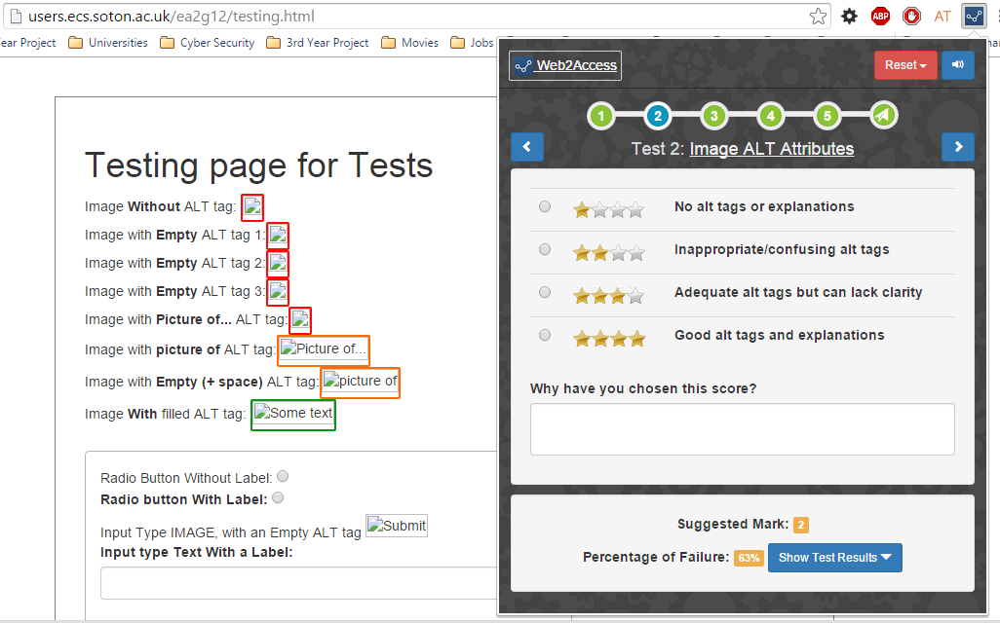 users.ecs.soton.ac.uk/ea2g12/testing.html
ABP
AT
ear Project
Universities
Cyber Security
3rd Year Project
Movies
Jobs
Web2Access
Reset
1
2
3
4
5
Test 2: Image ALT Attributes
Testing page for Tests
Image Without ALT tag:
Image with Empty ALT tag 1:
Image with Empty ALT tag 2:
Image with Empty ALT tag 3:
Image with Picture of... ALT tag:
Image with picture of ALT tag: Picture of...
Image with Empty (+ space) ALT tag: picture of
Image With filled ALT tag: Some text
Radio Button Without Label:
Radio button With Label:
Input Type IMAGE, with an Empty ALT tag Submit
Input type Text With a Label:
No alt tags or explanations
Inappropriate/confusing alt tags
Adequate alt tags but can lack clarity
Good alt tags and explanations
Why have you chosen this score?
Suggested Mark: 2
Percentage of Failure: 63% Show Test Results